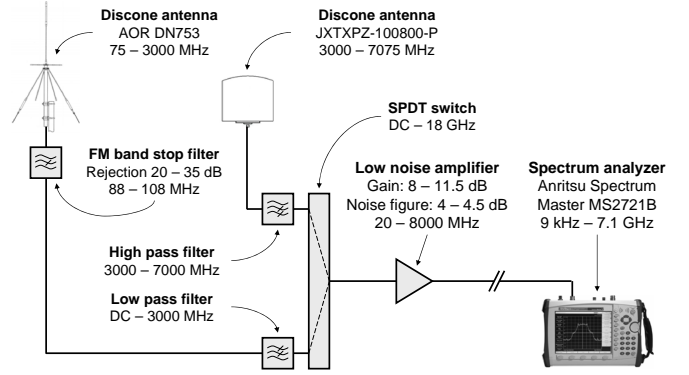 Discone antenna
AOR DN753
75 – 3000 MHz
Discone antenna
JXTXPZ-100800-P
3000 – 7075 MHz
SPDT switch
DC – 18 GHz
FM band stop filter
Rejection 20 – 35 dB
88 – 108 MHz
Low noise amplifier
Gain: 8 – 11.5 dB
Noise figure: 4 – 4.5 dB
20 – 8000 MHz
Spectrum analyzer
Anritsu Spectrum
Master MS2721B
9 kHz – 7.1 GHz
High pass filter
3000 – 7000 MHz
Low pass filter
DC – 3000 MHz